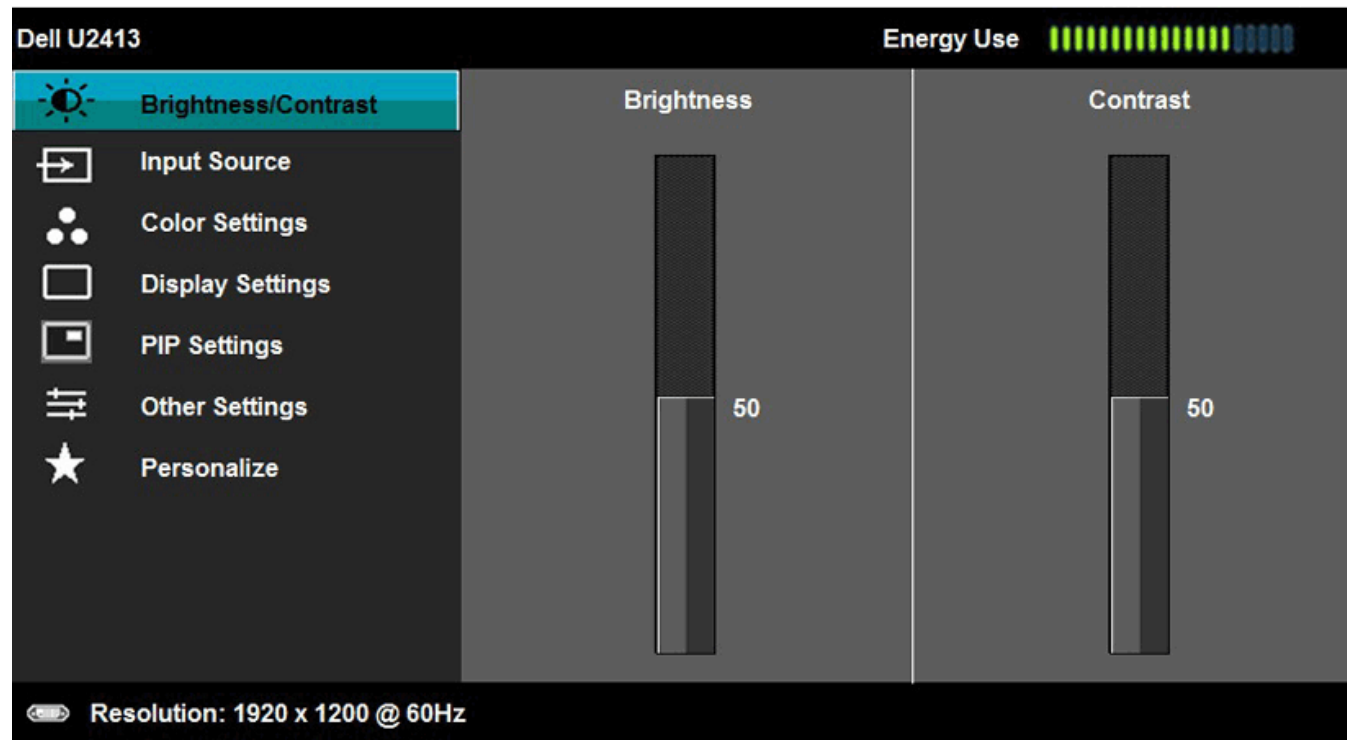 Dell U2413
Energy Use
Brightness/Contrast
Input Source
Color Settings
Display Settings
PIP Settings
Other Settings
Personalize
Brightness
50
Contrast
50
Resolution: 1920 x 1200 @ 60Hz